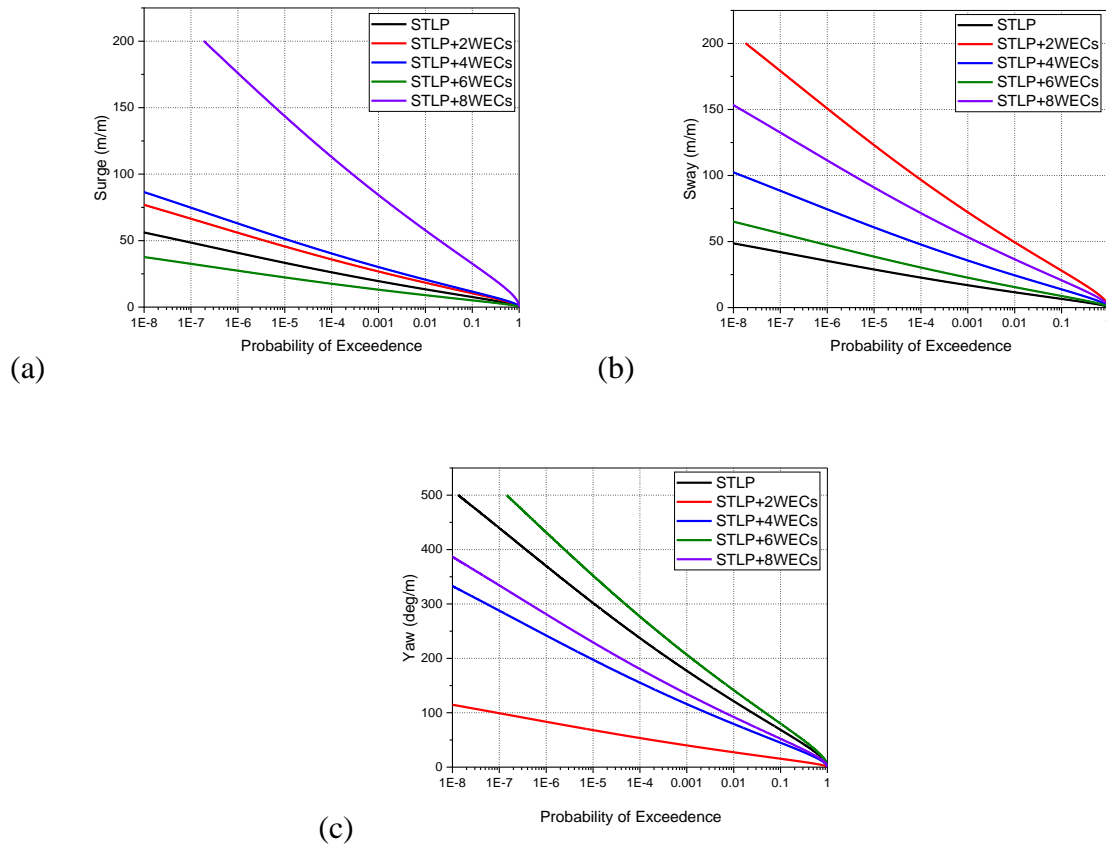 STLP
STLP+2WECs
STLP+4WECs
STLP+6WECs
STLP+8WECs
200
150
100
50
0
Surge (m/m)
1E-8 1E-7 1E-6 1E-5 1E-4 0.001 0.01 0.1 1
Probability of Exceedence
(a)
STLP
STLP+2WECs
STLP+4WECs
STLP+6WECs
STLP+8WECs
200
150
100
50
0
Sway (m/m)
1E-8 1E-7 1E-6 1E-5 1E-4 0.001 0.01 0.1
Probability of Exceedence
(b)
STLP
STLP+2WECs
STLP+4WECs
STLP+6WECs
STLP+8WECs
500
400
300
200
100
0
Yaw (deg/m)
1E-8 1E-7 1E-6 1E-5 1E-4 0.001 0.01 0.1 1
Probability of Exceedence
(c)